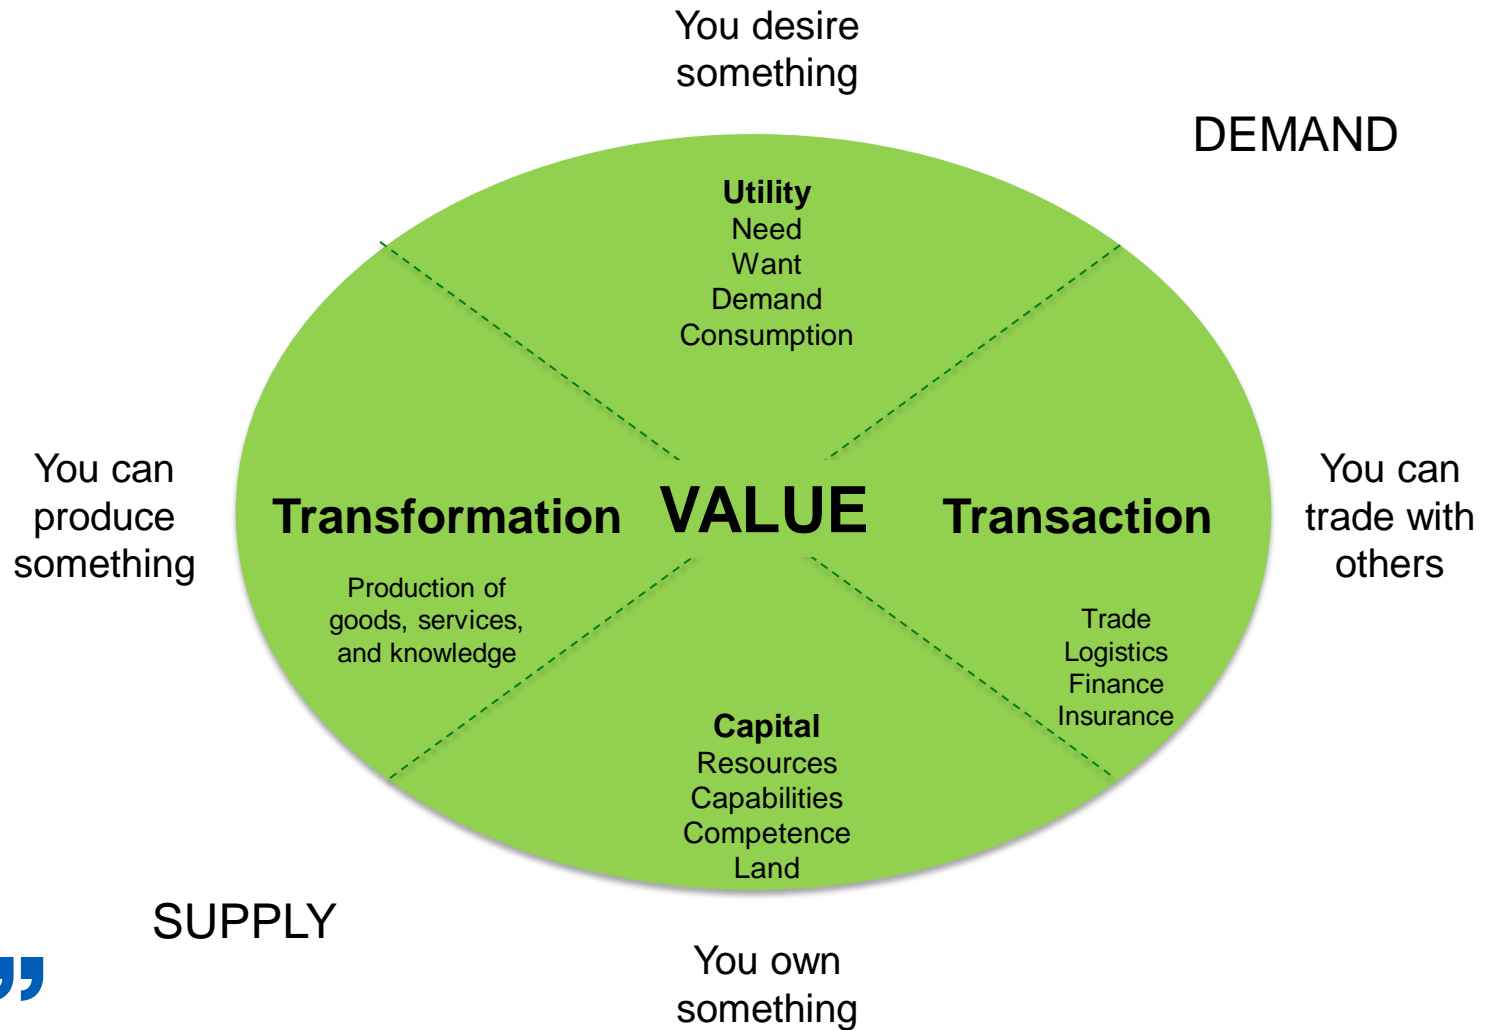 You desire
something
DEMAND
Utility
Need
Want
Demand
Consumption
You can
produce
something
Transformation
VALUE
Transaction
You can
trade with
others
Production of
goods, services,
and knowledge
Trade
Logistics
Finance
Insurance
Capital
Resources
Capabilities
Competence
Land
SUPPLY
You own
something
”